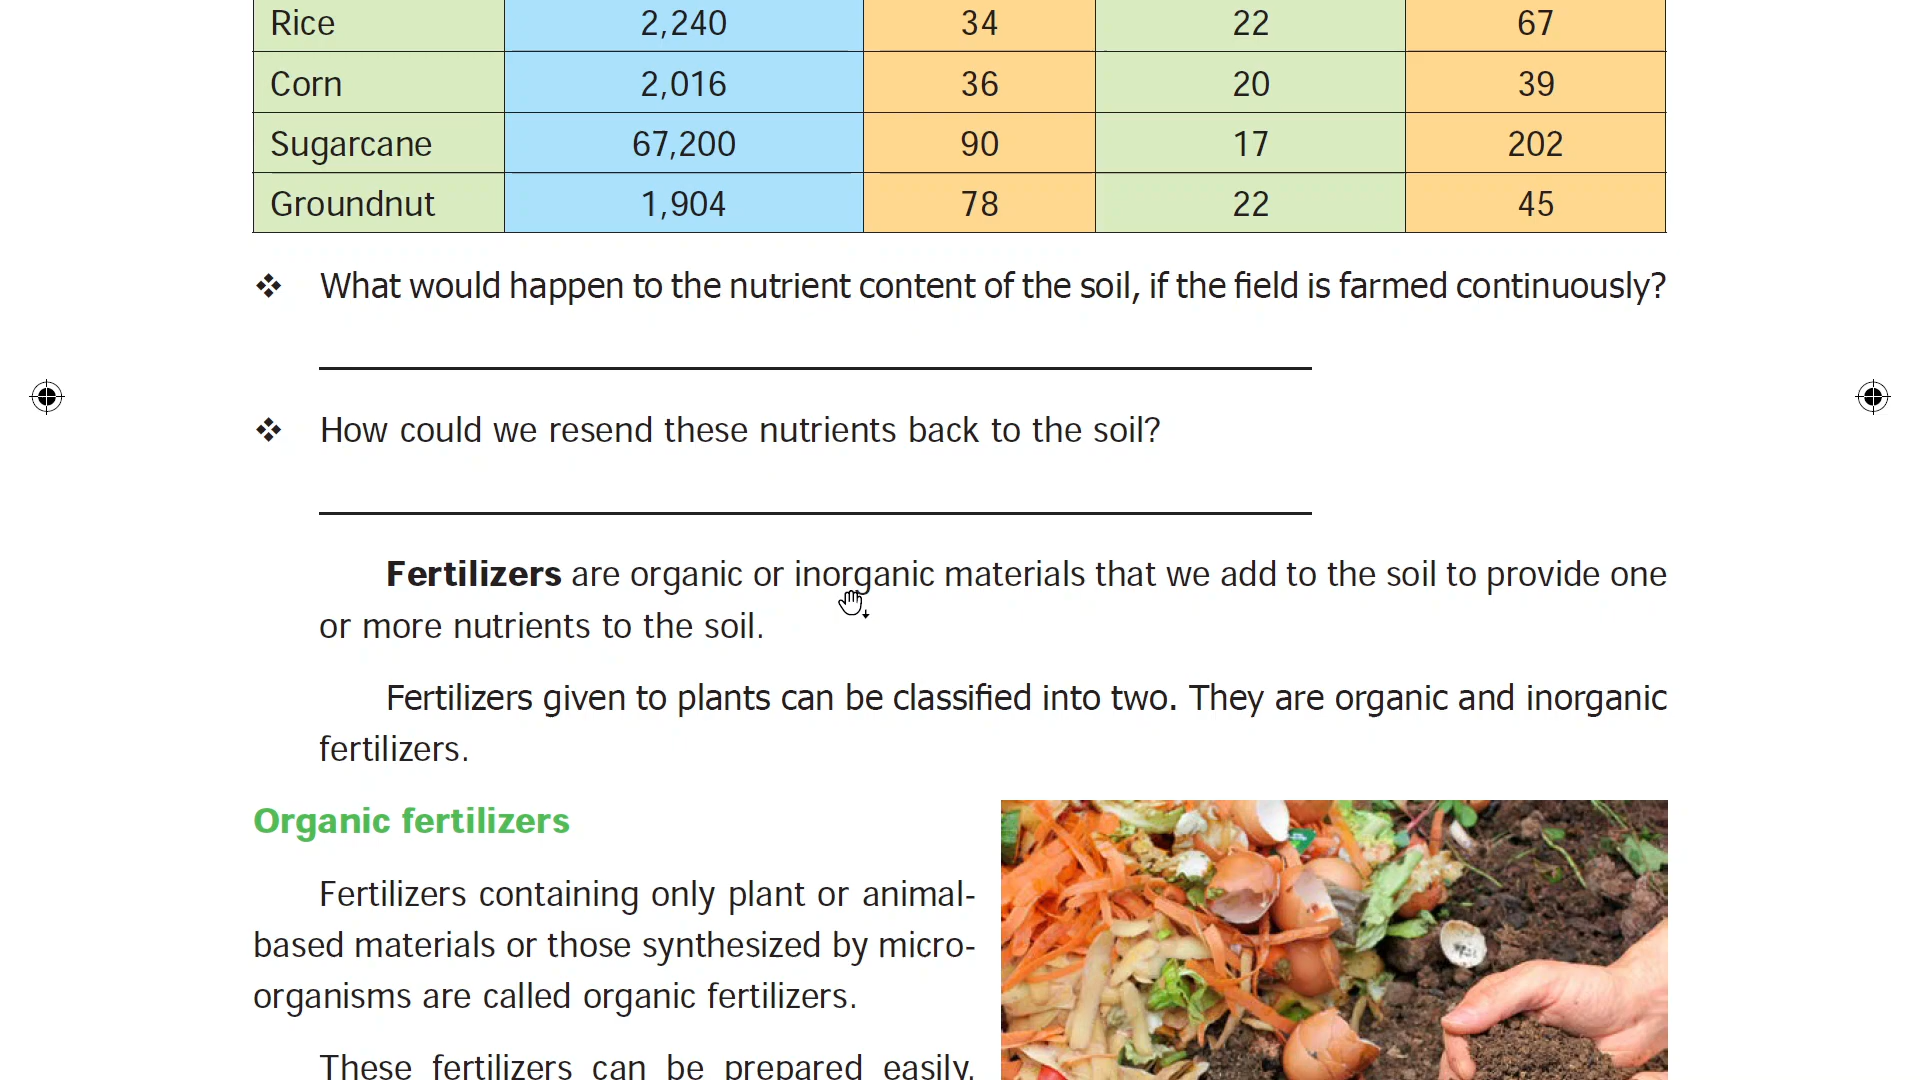 Rice 2,240 34 22 67
Corn 2,016 36 20 39
Sugarcane 67,200 90 17 202
Groundnut 1,904 78 22 45
❖ What would happen to the nutrient content of the soil, if the field is farmed continuously?
❖ How could we resend these nutrients back to the soil?
Fertilizers are organic or inorganic materials that we add to the soil to provide one
or more nutrients to the soil.
Fertilizers given to plants can be classified into two. They are organic and inorganic
fertilizers.
Organic fertilizers
Fertilizers containing only plant or animal-
based materials or those synthesized by micro-
organisms are called organic fertilizers.
These fertilizers can be prepared easily.